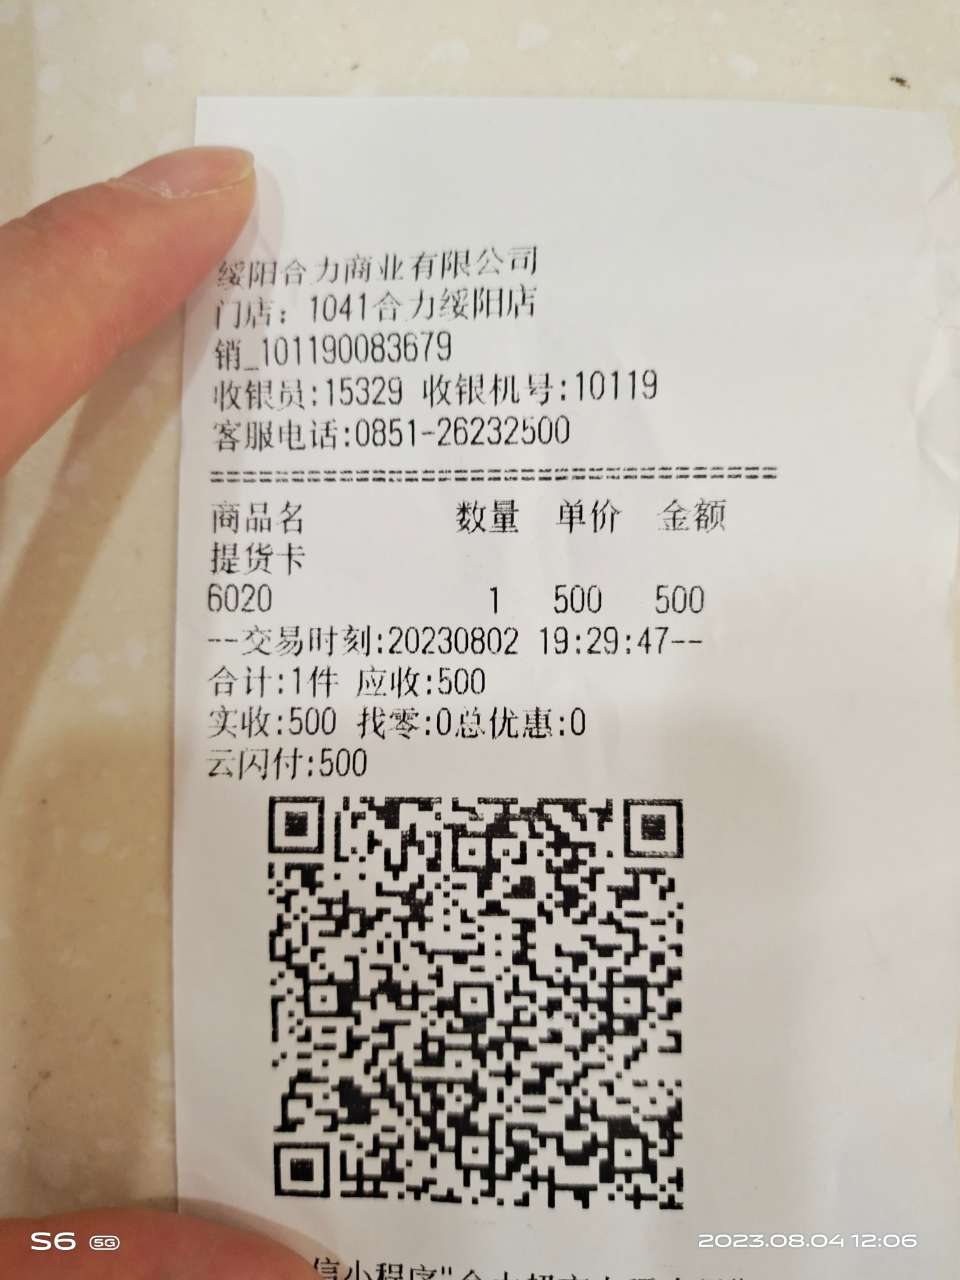 绥阳合力商业有限公司
门店：1041合力绥阳店
销_101190083679
收银员:15329 收银机号:10119
客服电话:0851-26232500
商品名 数量 单价 金额
提货卡
6020 1 500 500
--交易时刻:20230802 19:29:47--
合计:1件 应收:500
实收:500 找零:0总优惠:0
云闪付:500
信小程序"
S6 5G
2023.08.04 12:06